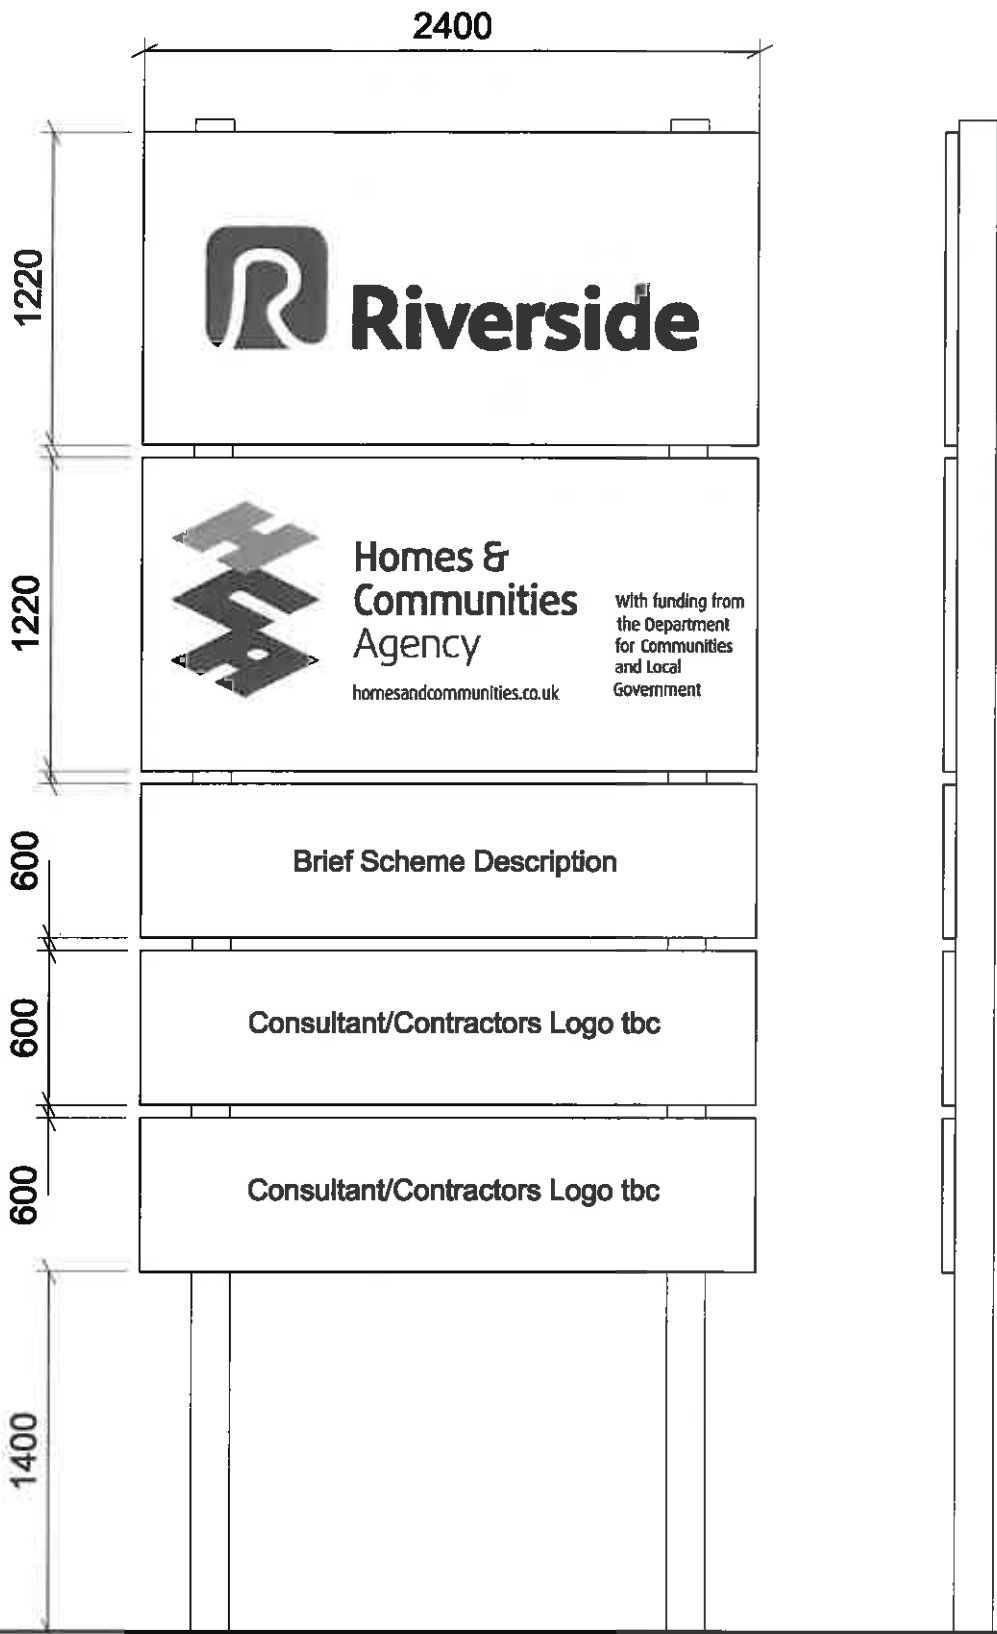 2400
1220
Riverside
1220
Homes &
Communities
Agency
homesandcommunities.co.uk
With funding from
the Department
for Communities
and Local
Government
600
Brief Scheme Description
600
Consultant/Contractors Logo tbc
600
Consultant/Contractors Logo tbc
1400